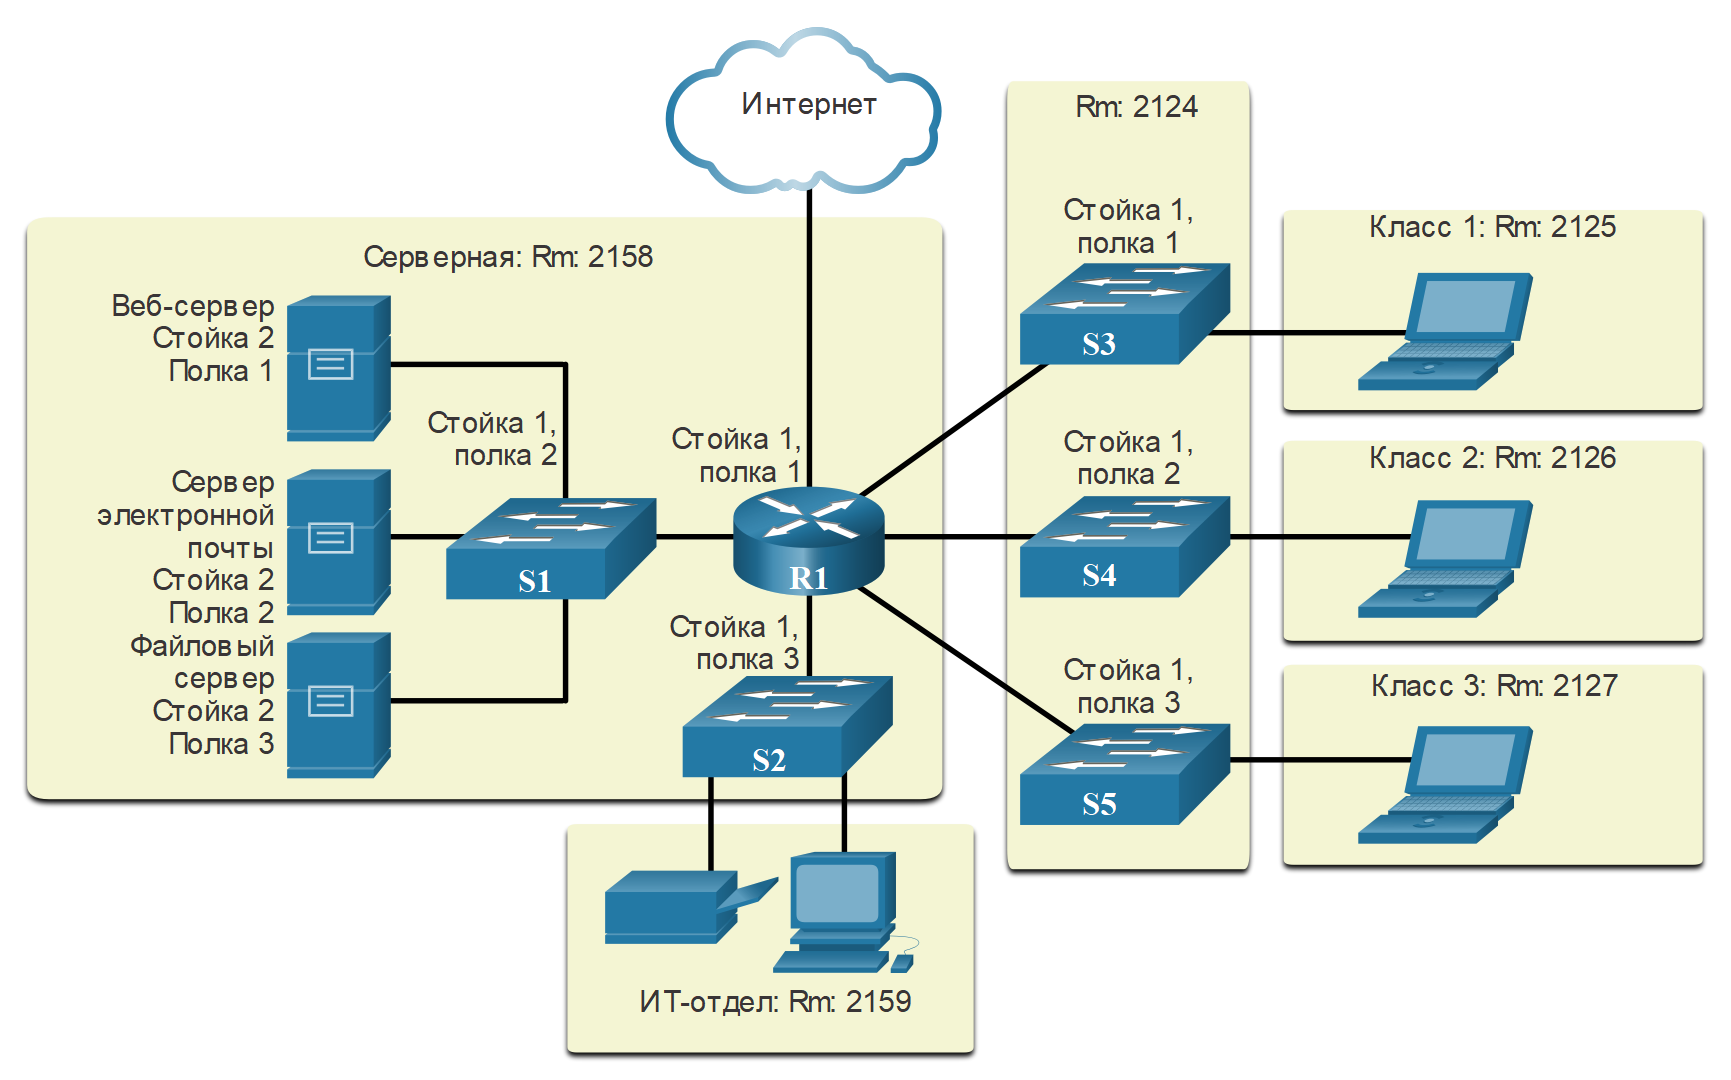 Интернет
Серверная: Rm: 2158
Веб-сервер
Стойка 2
Полка 1
Стойка 1,
полка 2
Сервер
электронной
почты
Стойка 2
Полка 2
Файловый
сервер
Стойка 2
Полка 3
S1
Стойка 1,
полка 1
R1
Стойка 1,
полка 3
S2
ИТ-отдел: Rm: 2159
Rm: 2124
Стойка 1,
полка 1
S3
Стойка 1,
полка 2
S4
Стойка 1,
полка 3
S5
Класс 1: Rm: 2125
Класс 2: Rm: 2126
Класс 3: Rm: 2127